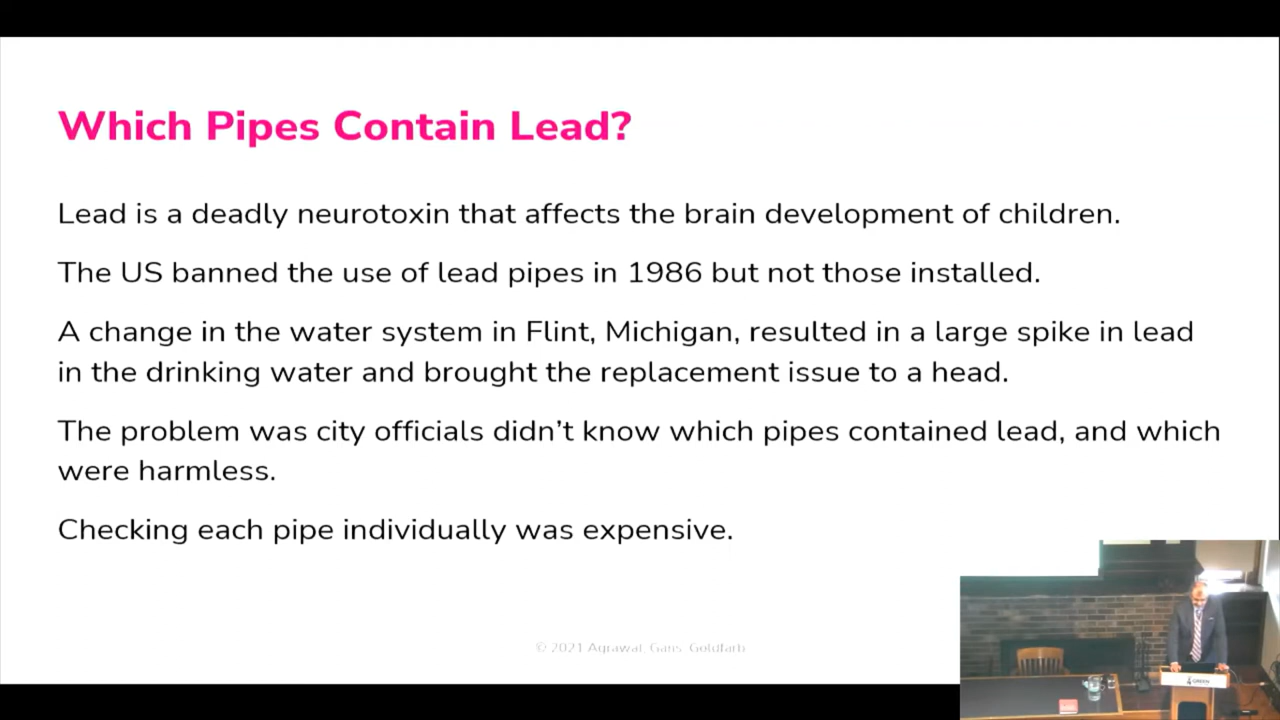 Which Pipes Contain Lead?
Lead is a deadly neurotoxin that affects the brain development of children.
The US banned the use of lead pipes in 1986 but not those installed.
A change in the water system in Flint, Michigan, resulted in a large spike in lead
in the drinking water and brought the replacement issue to a head.
The problem was city officials didn’t know which pipes contained lead, and which
were harmless.
Checking each pipe individually was expensive.
© 2021 Agrawal, Gans, Goldfarb
GREEN